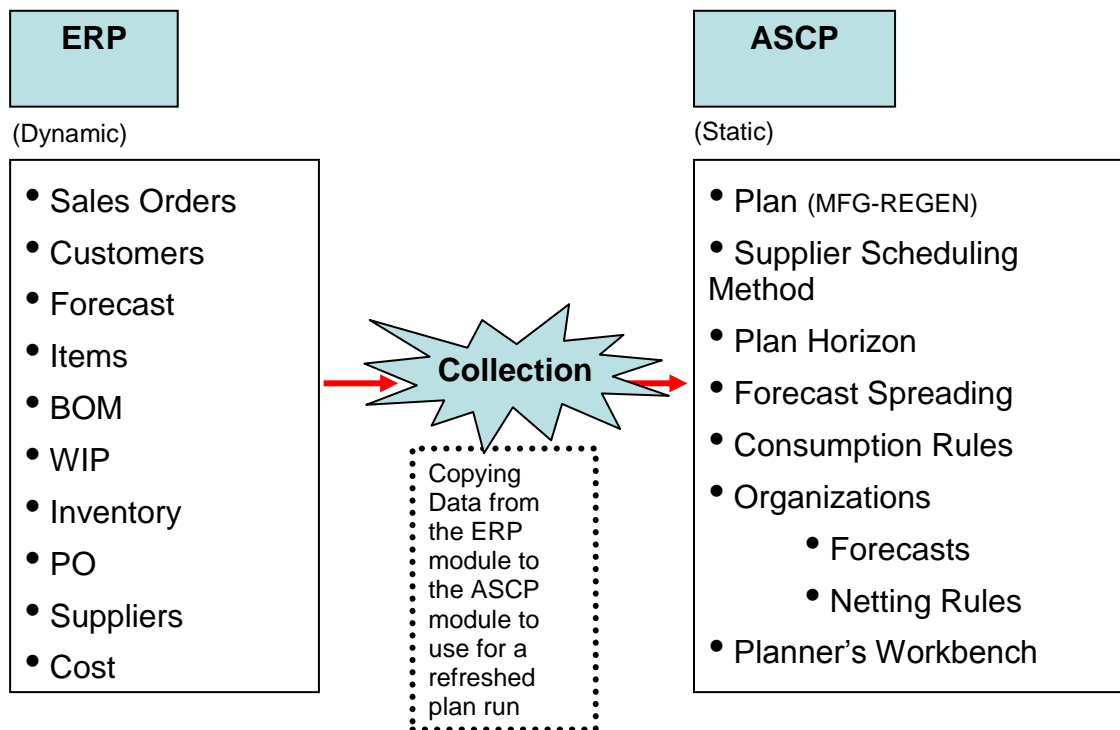 ERP
(Dynamic)
• Sales Orders
• Customers
• Forecast
• Items
• BOM
• WIP
• Inventory
• PO
• Suppliers
• Cost
Collection
Copying
Data from
the ERP
module to
the ASCP
module to
use for a
refreshed
plan run
ASCP
(Static)
• Plan (MFG-REGEN)
• Supplier Scheduling
Method
• Plan Horizon
• Forecast Spreading
• Consumption Rules
• Organizations
• Forecasts
• Netting Rules
• Planner’s Workbench